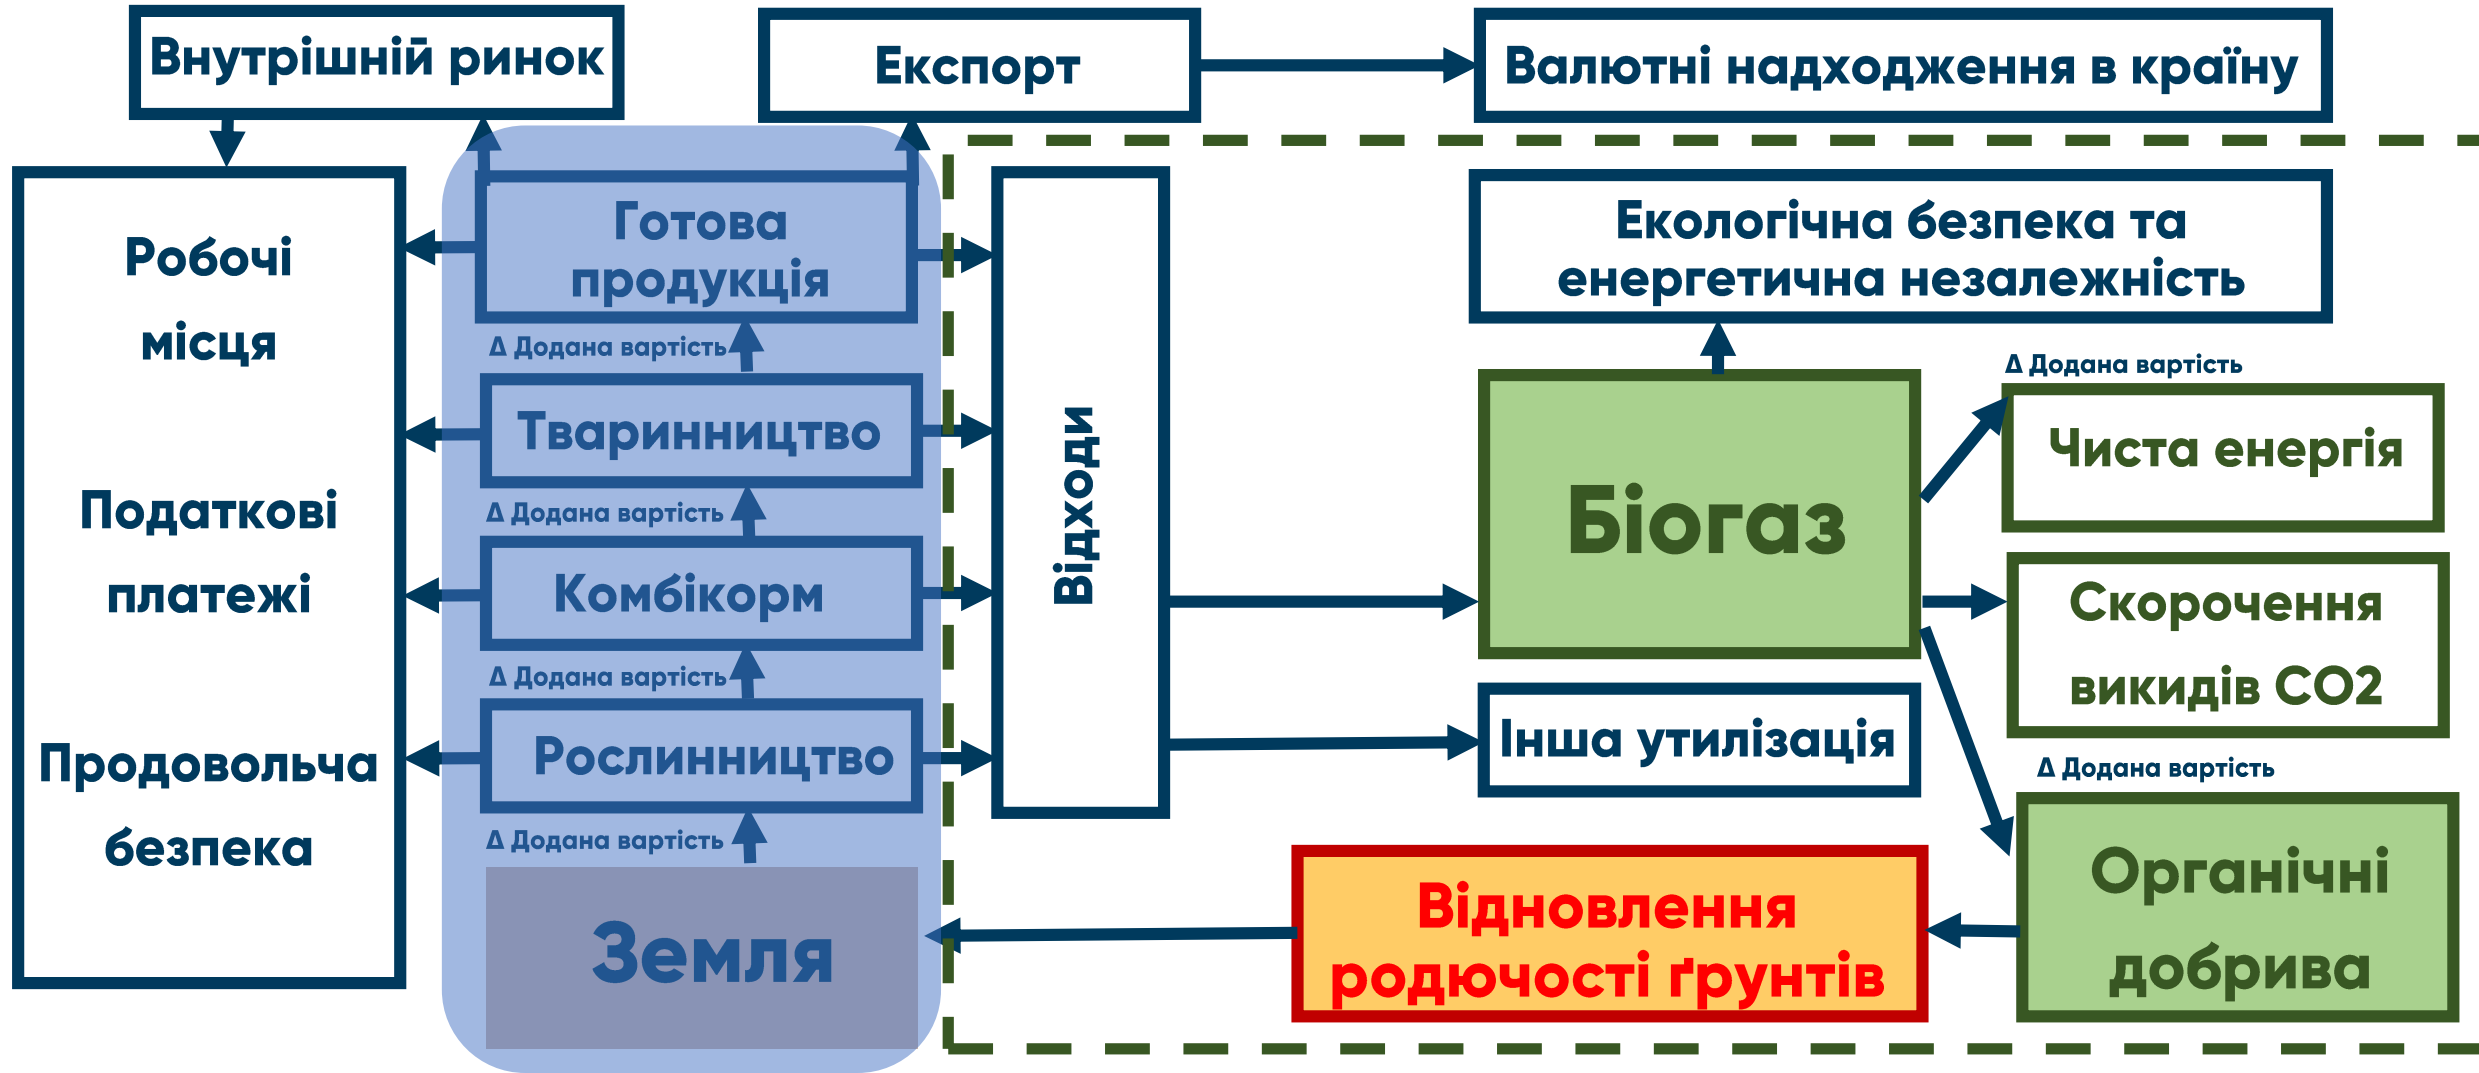 Внутрішній ринок
Експорт
Валютні надходження в країну
Робочі
місця
Податкові
платежі
Продовольча
безпека
Готова
продукція
Δ Додана вартість
Тваринництво
Δ Додана вартість
Комбікорм
Δ Додана вартість
Рослинництво
Δ Додана вартість
Земля
Відходи
Екологічна безпека та
енергетична незалежність
Біогаз
Інша утилізація
Δ Додана вартість
Чиста енергія
Скорочення
викидів СО2
Δ Додана вартість
Органічні
добрива
Відновлення
родючості ґрунтів